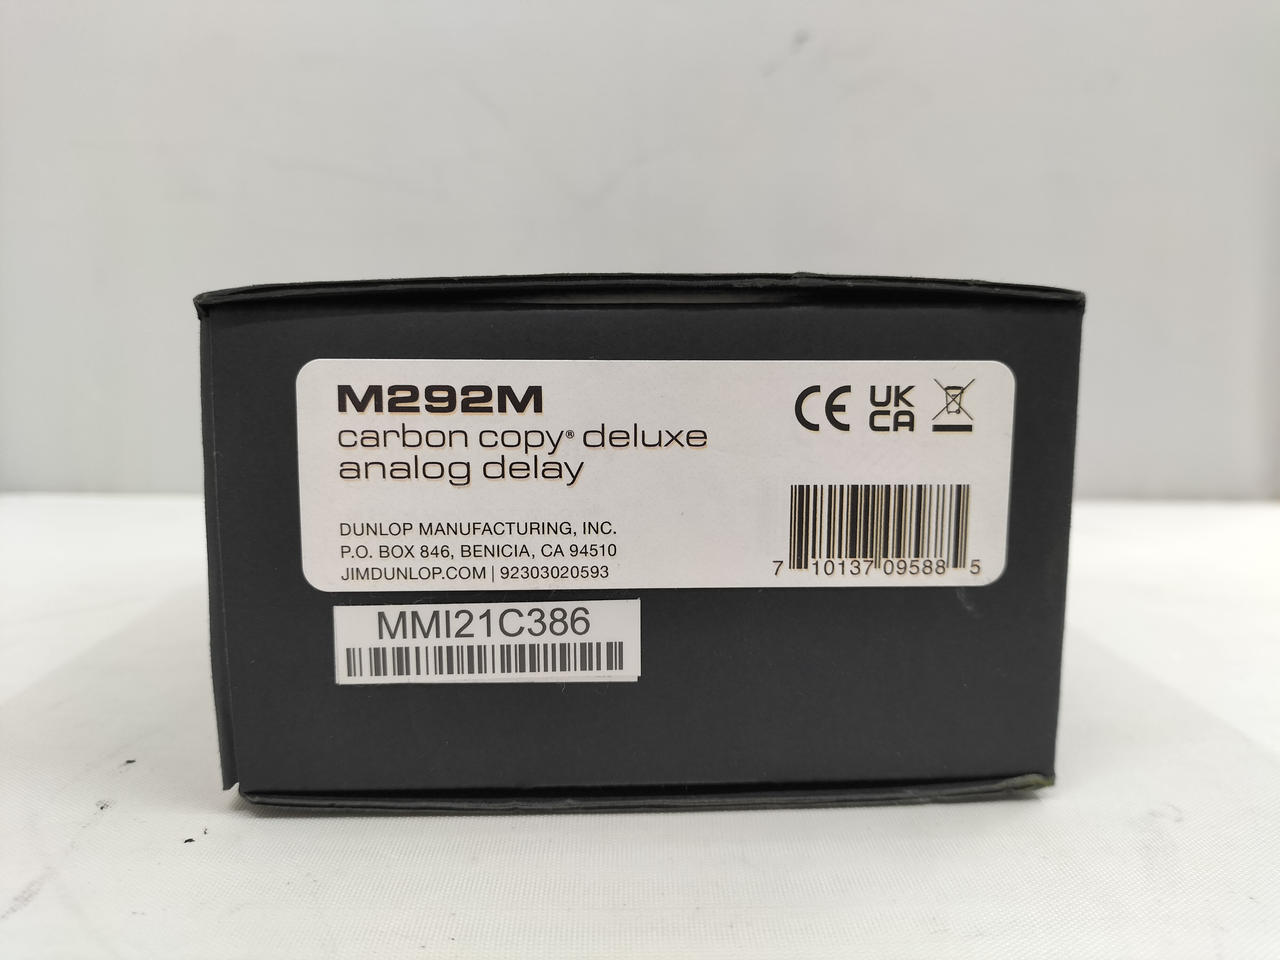 M292M
carbon copy® deluxe
analog delay
CE UK CA
DUNLOP MANUFACTURING, INC.
P.O. BOX 846, BENICIA, CA 94510
JIMDUNLOP.COM | 92303020593
7 10137 09588 5
MMI21C386